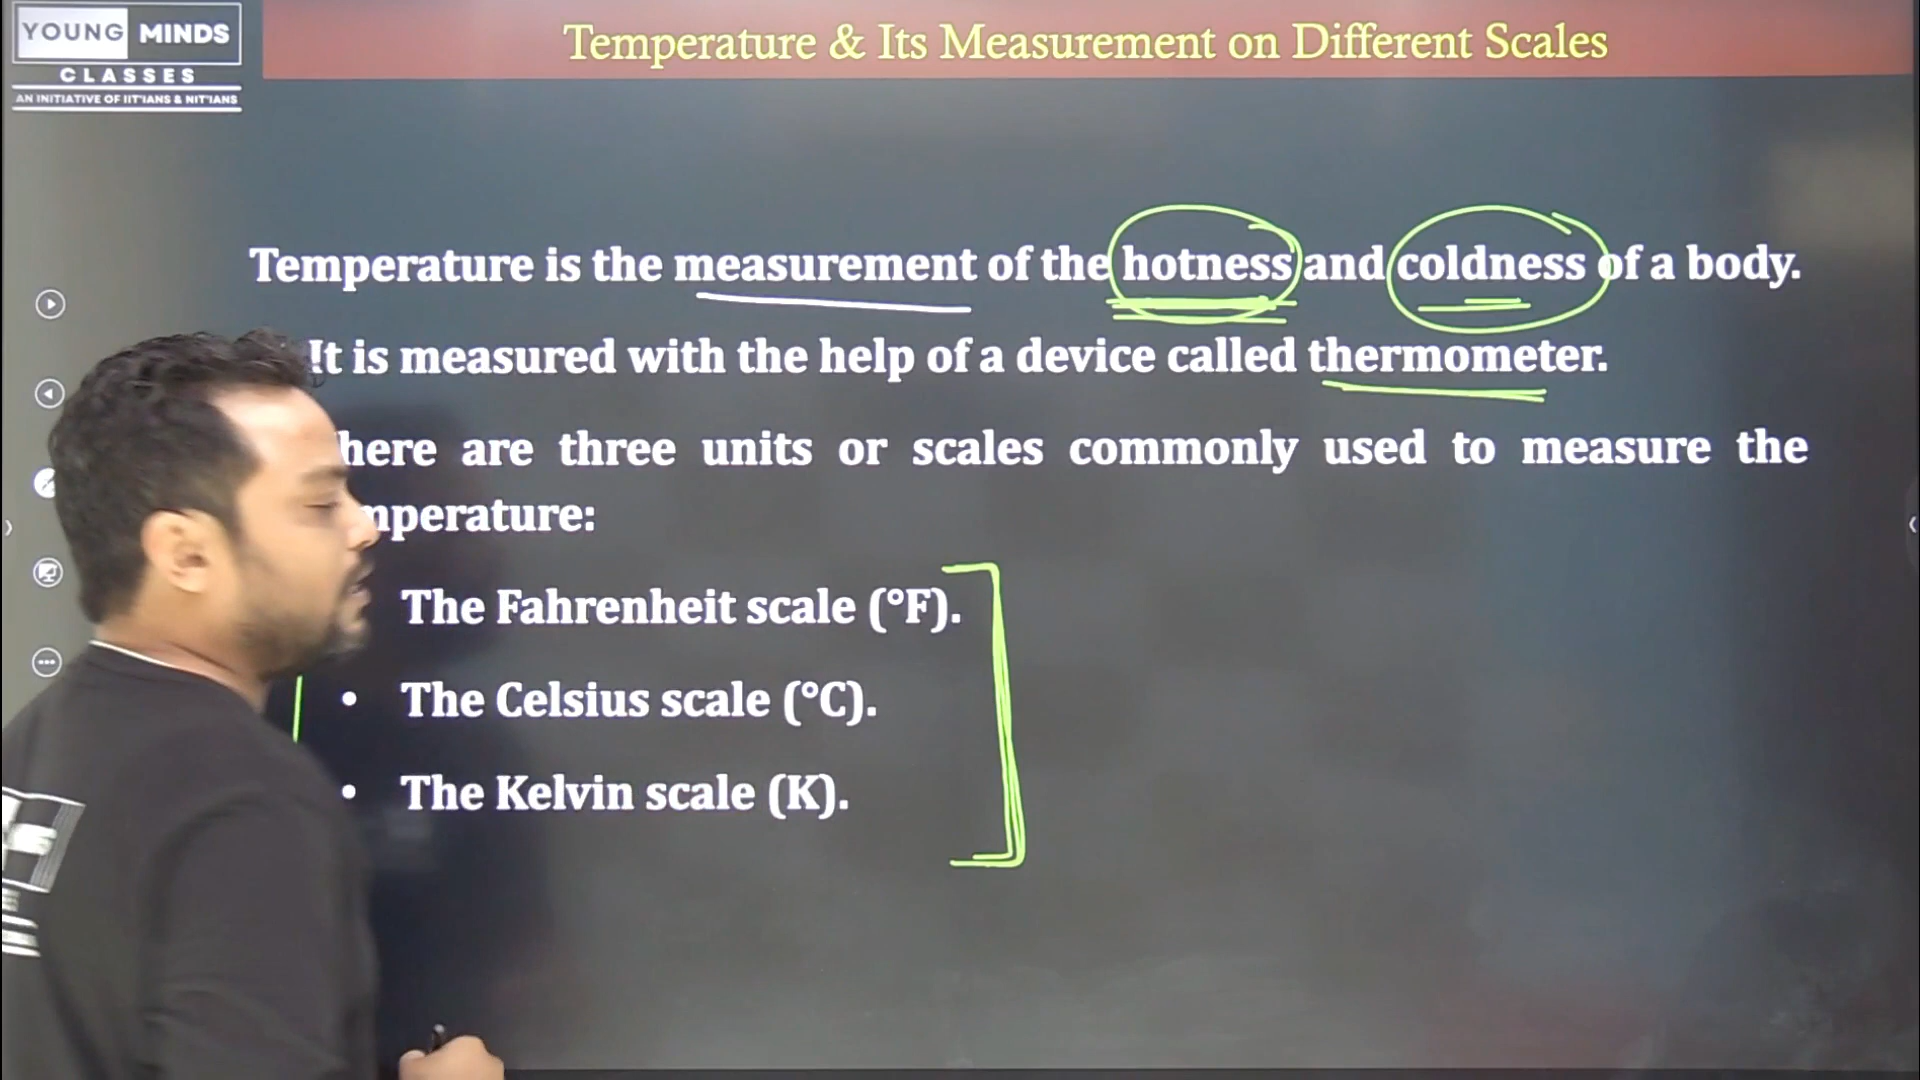 YOUNG MINDS
CLASSES
AN INITIATIVE OF IIT'IANS & NIT'IANS
Temperature & Its Measurement on Different Scales
Temperature is the measurement of the hotness and coldness of a body.
It is measured with the help of a device called thermometer.
here are three units or scales commonly used to measure the
mperature:
The Fahrenheit scale (°F).
• The Celsius scale (°C).
• The Kelvin scale (K).